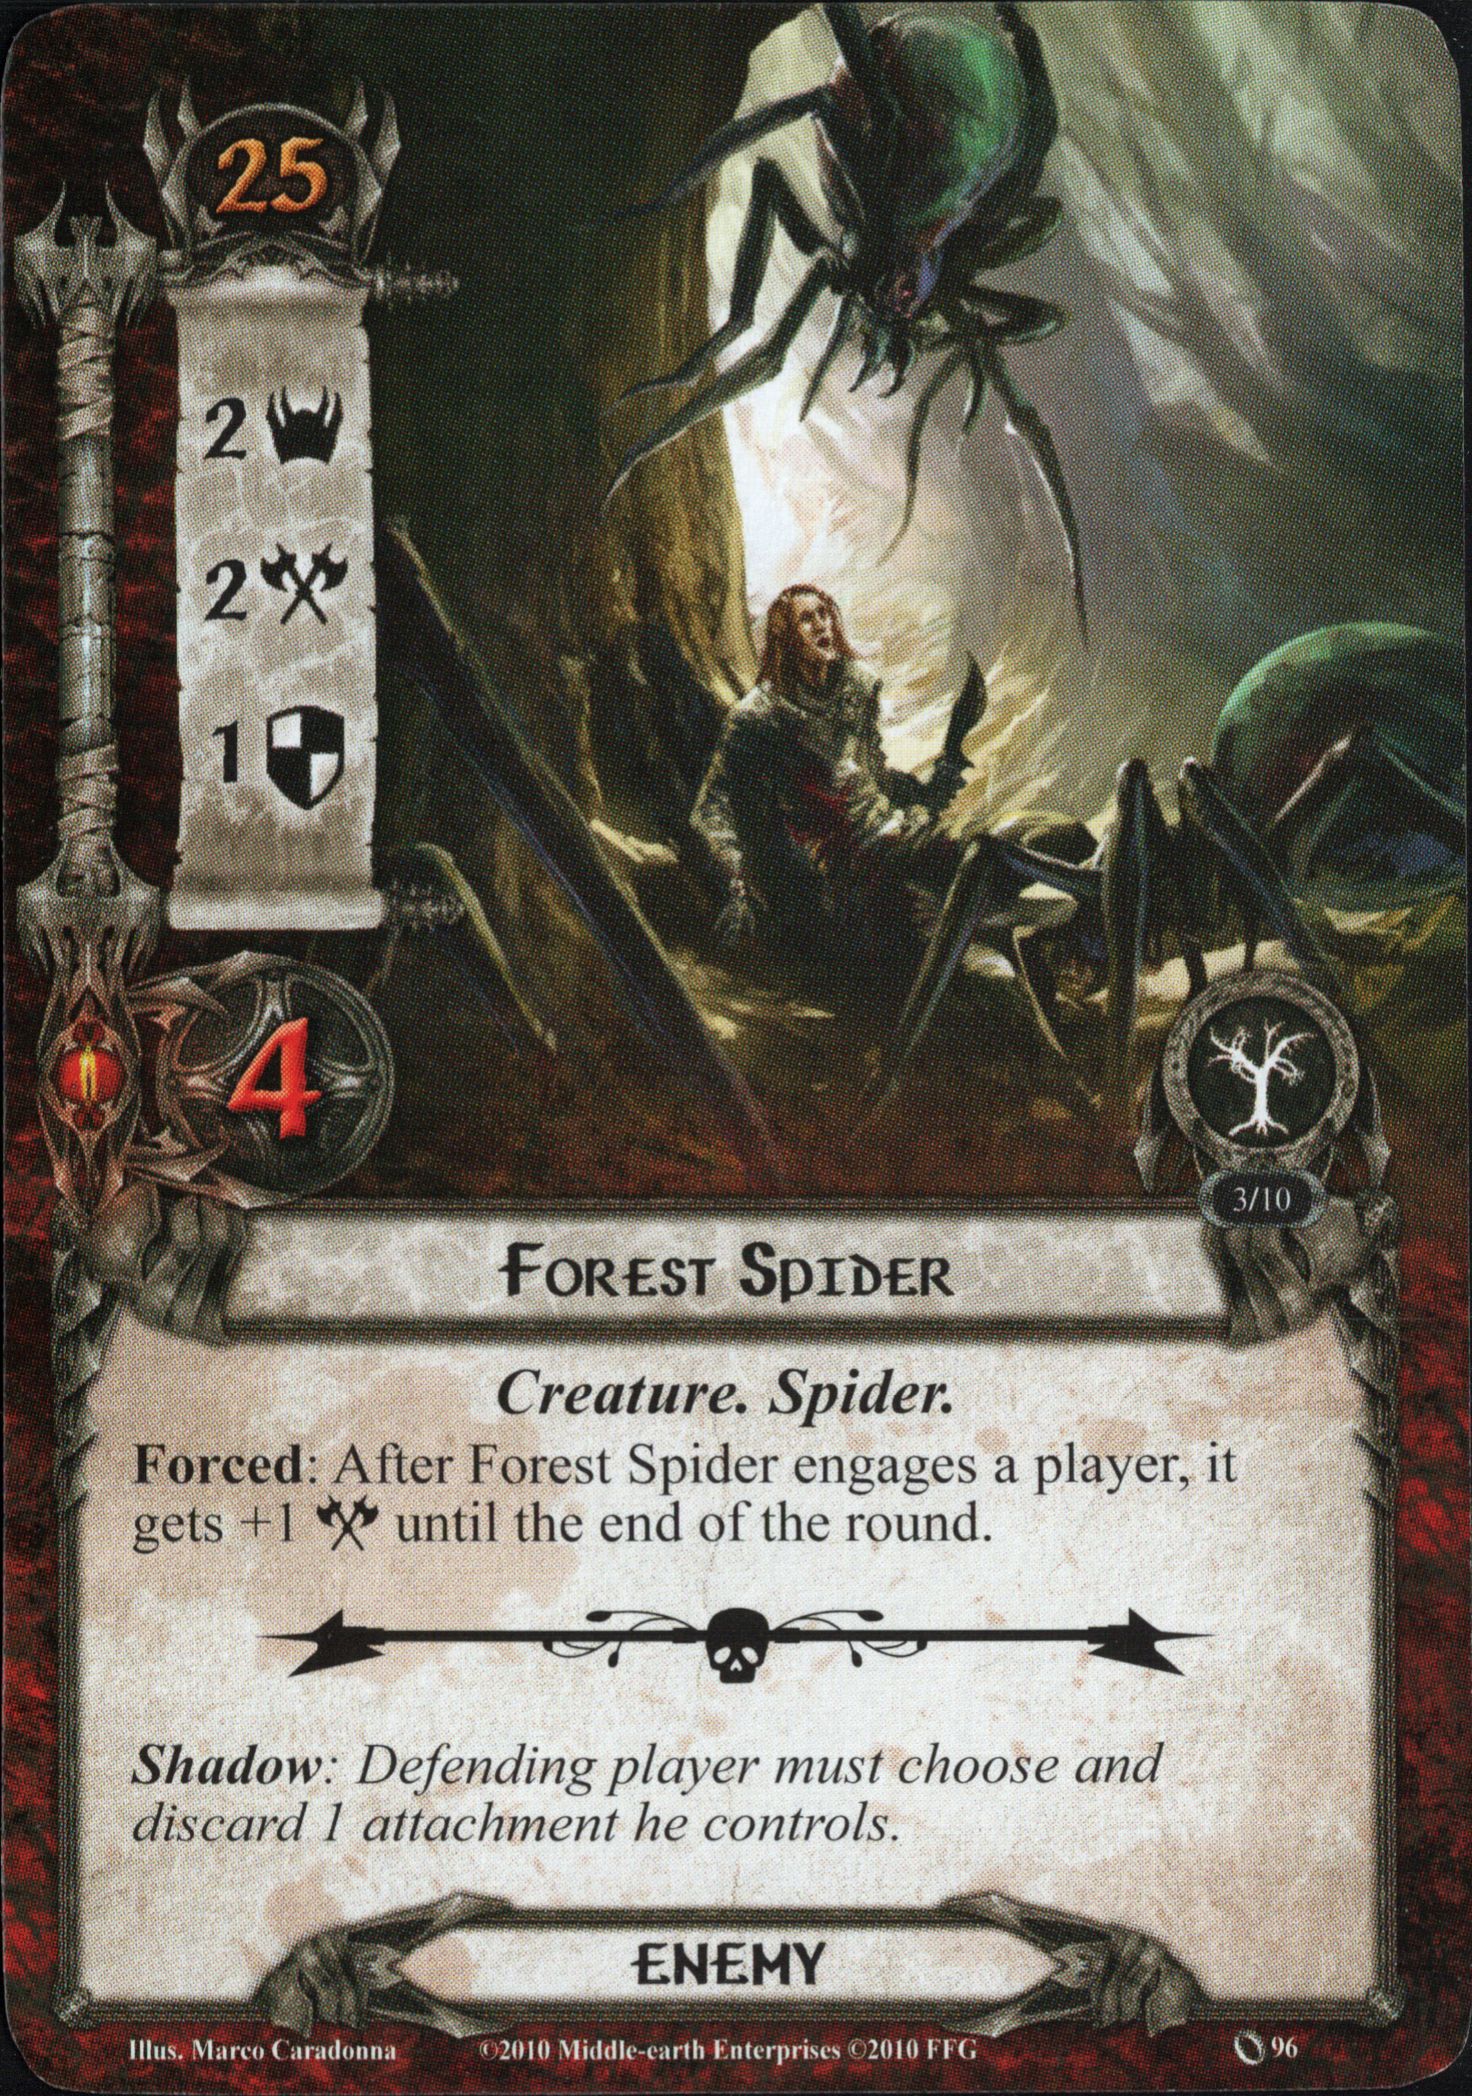 25
2
2
1
4
3/10
Forest Spider
Creature. Spider.
Forced: After Forest Spider engages a player, it
gets +1 until the end of the round.
Shadow: Defending player must choose and
discard 1 attachment he controls.
ENEMY
Illus. Marco Caradonna ©2010 Middle-earth Enterprises ©2010 FFG 96